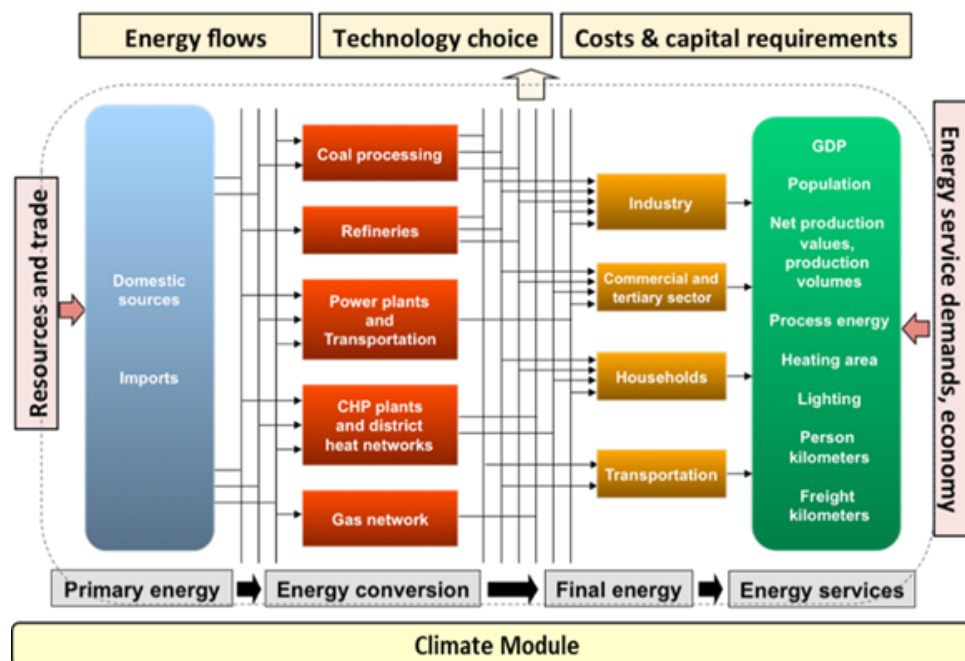 Energy flows
Technology choice
Costs & capital requirements
Resources and trade
Domestic
sources
Imports
Coal processing
Refineries
Power plants
and
Transportation
CHP plants
and district
heat networks
Gas network
Industry
Commercial and
tertiary sector
Households
Transportation
GDP
Population
Net production
values,
production
volumes
Process energy
Heating area
Lighting
Person
kilometers
Freight
kilometers
Energy service demands, economy
Primary energy
Energy conversion
Final energy
Energy services
Climate Module